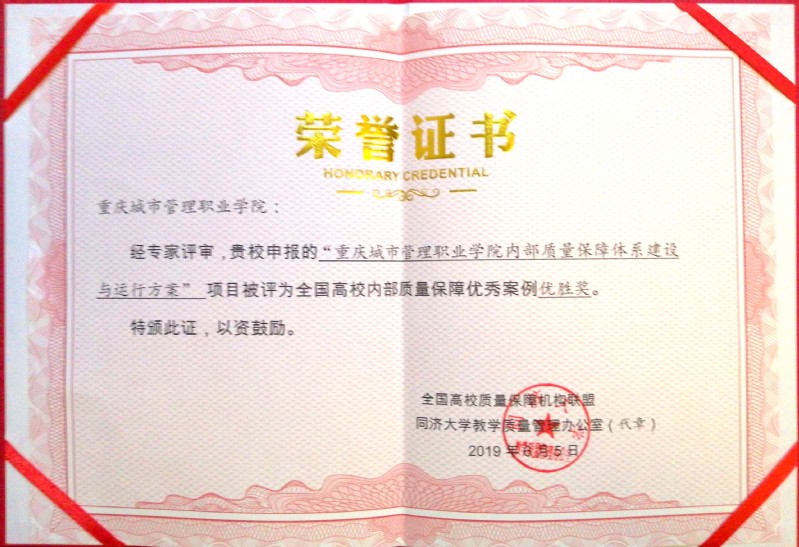 荣誉证书
HONORARY CREDENTIAL
重庆城市管理职业学院：
经专家评审，贵校申报的“重庆城市管理职业学院内部质量保障体系建设
与运行方案” 项目被评为全国高校内部质量保障优秀案例优胜奖。
特颁此证，以资鼓励。
全国高校质量保障机构联盟
同济大学教学质量管理办公室（代章）
2019 年 6 月 5 日